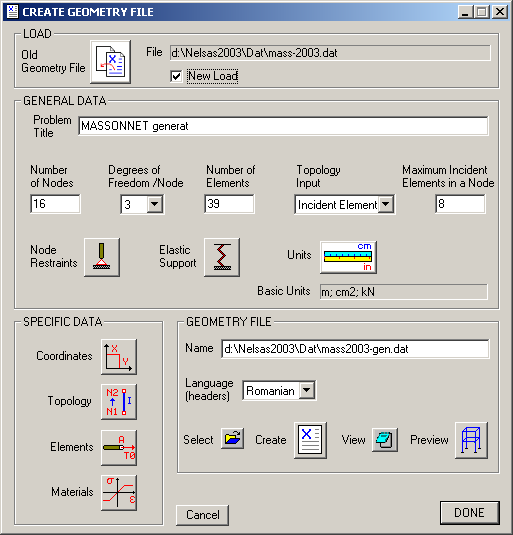 CREATE GEOMETRY FILE
LOAD
Old
Geometry File
X
File
d:\Nelsas2003\Dat\mass-2003.dat
New Load
GENERAL DATA
Problem
Title
MASSONNET generat
Number
of Nodes
16
Degrees of
Freedom /Node
3
Number of
Elements
39
Topology
Input
Incident Element
Maximum Incident
Elements in a Node
8
Node
Restraints
Elastic
Support
Units
cm
in
Basic Units
m; cm2; kN
SPECIFIC DATA
Coordinates
X
Y
Topology
N2
N1
I
Elements
A
T0
Materials
σ
ε
GEOMETRY FILE
Name
d:\Nelsas2003\Dat\mass2003-gen.dat
Language
(headers)
Romanian
Select
Create
X
View
Preview
Cancel
DONE